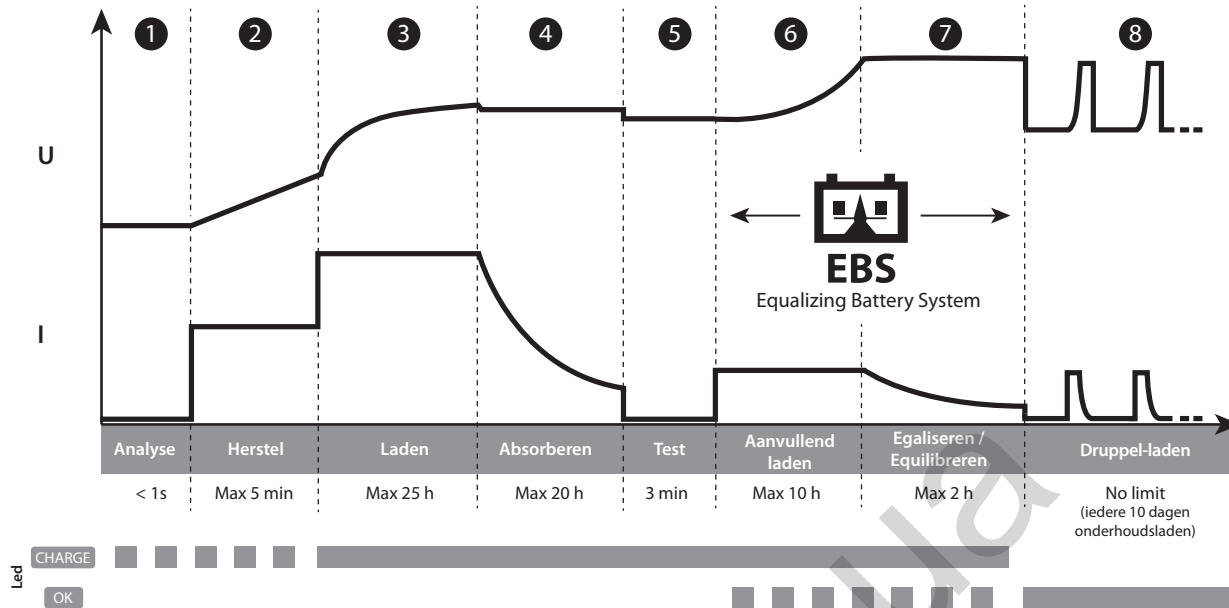 1 2 3 4 5 6 7 8
U
EBS
Equalizing Battery System
I
Analyse Herstel Laden Absorberen Test Aanvullend laden Egaliseren / Equilibreren Druppel-laden
< 1s Max 5 min Max 25 h Max 20 h 3 min Max 10 h Max 2 h No limit
(iedere 10 dagen
onderhoudsladen)
Led
CHARGE
OK